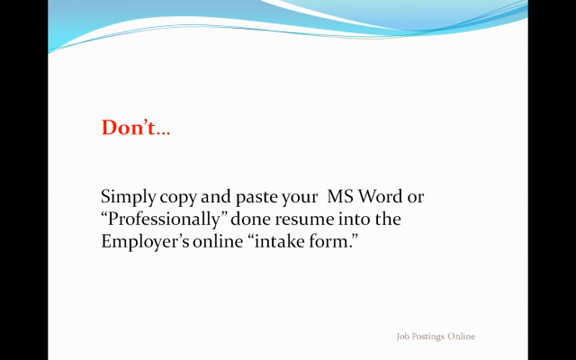 Don't...
Simply copy and paste your  MS Word or
“Professionally” done resume into the
Employer's online “intake form.”
Job Postings Online